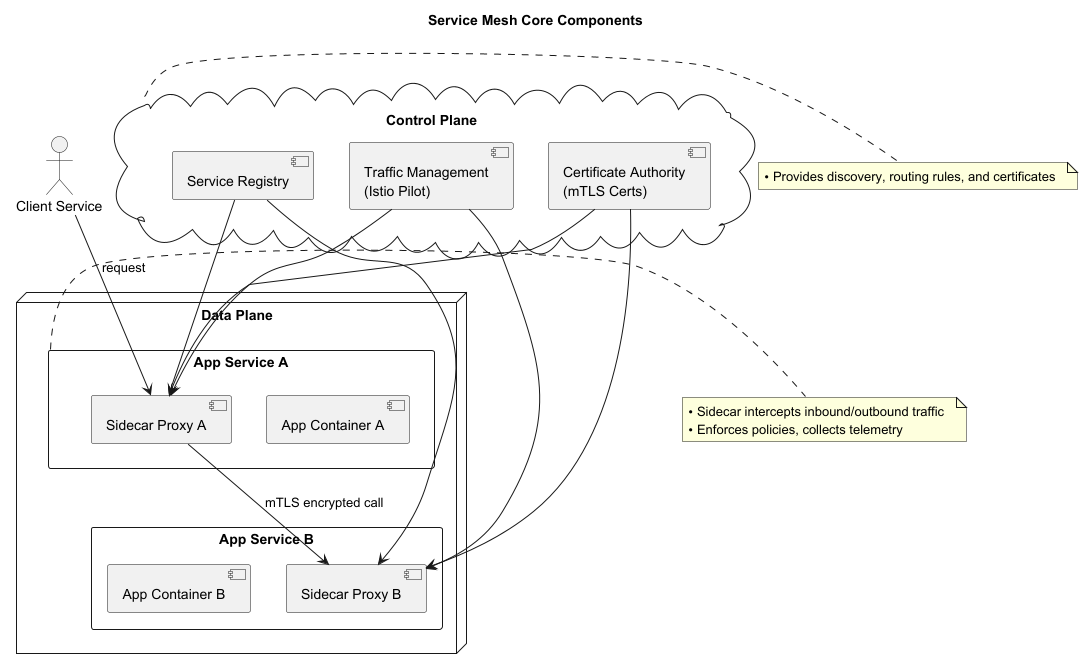 Service Mesh Core Components
Control Plane
Service Registry
Traffic Management
(Istio Pilot)
Certificate Authority
(mTLS Certs)
• Provides discovery, routing rules, and certificates
Client Service
request
Data Plane
App Service A
Sidecar Proxy A
App Container A
• Sidecar intercepts inbound/outbound traffic
• Enforces policies, collects telemetry
mTLS encrypted call
App Service B
App Container B
Sidecar Proxy B